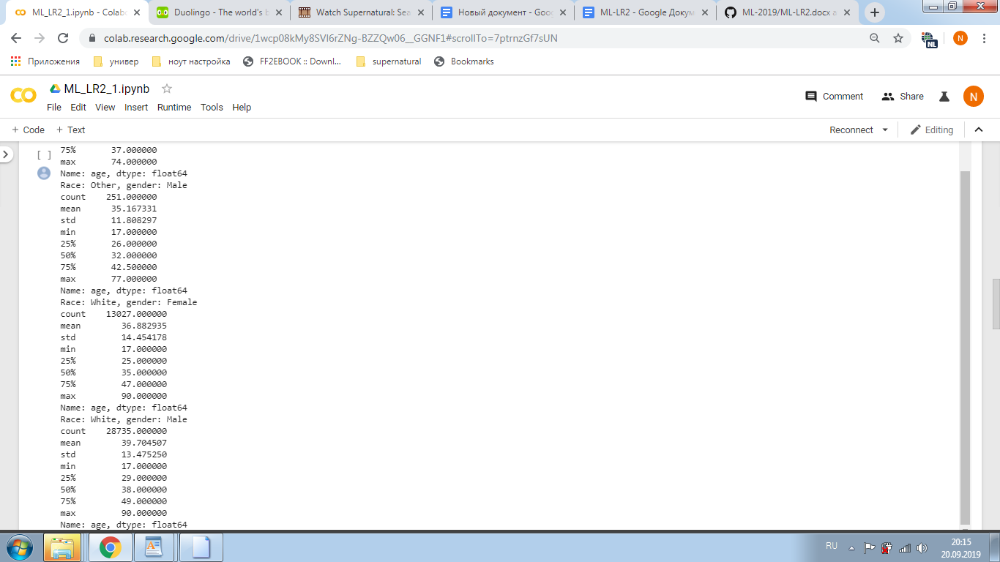 ML_LR2_1.ipynb - Colabo
Duolingo - The world's b
Watch Supernatural: Sea
Новый документ - Goog
ML-LR2 - Google Докум
ML-2019/ML-LR2.docx a
colab.research.google.com/drive/1wcp08kMy8SVl6rZNg-BZZQw06__GGNF1#scrollTo=7ptrnzGf7sUN
NL
N
Приложения
универ
ноут настройка
FF2EBOOK :: Downl...
supernatural
Bookmarks
ML_LR2_1.ipynb
File Edit View Insert Runtime Tools Help
Comment
Share
N
+ Code + Text
Reconnect
Editing
[ ]
75% 37.000000
max 74.000000
Name: age, dtype: float64
Race: Other, gender: Male
count 251.000000
mean 35.167331
std 11.808297
min 17.000000
25% 26.000000
50% 32.000000
75% 42.500000
max 77.000000
Name: age, dtype: float64
Race: White, gender: Female
count 13027.000000
mean 36.882935
std 14.454178
min 17.000000
25% 25.000000
50% 35.000000
75% 47.000000
max 90.000000
Name: age, dtype: float64
Race: White, gender: Male
count 28735.000000
mean 39.704507
std 13.475250
min 17.000000
25% 29.000000
50% 38.000000
75% 49.000000
max 90.000000
Name: age, dtype: float64
RU
20:15
20.09.2019